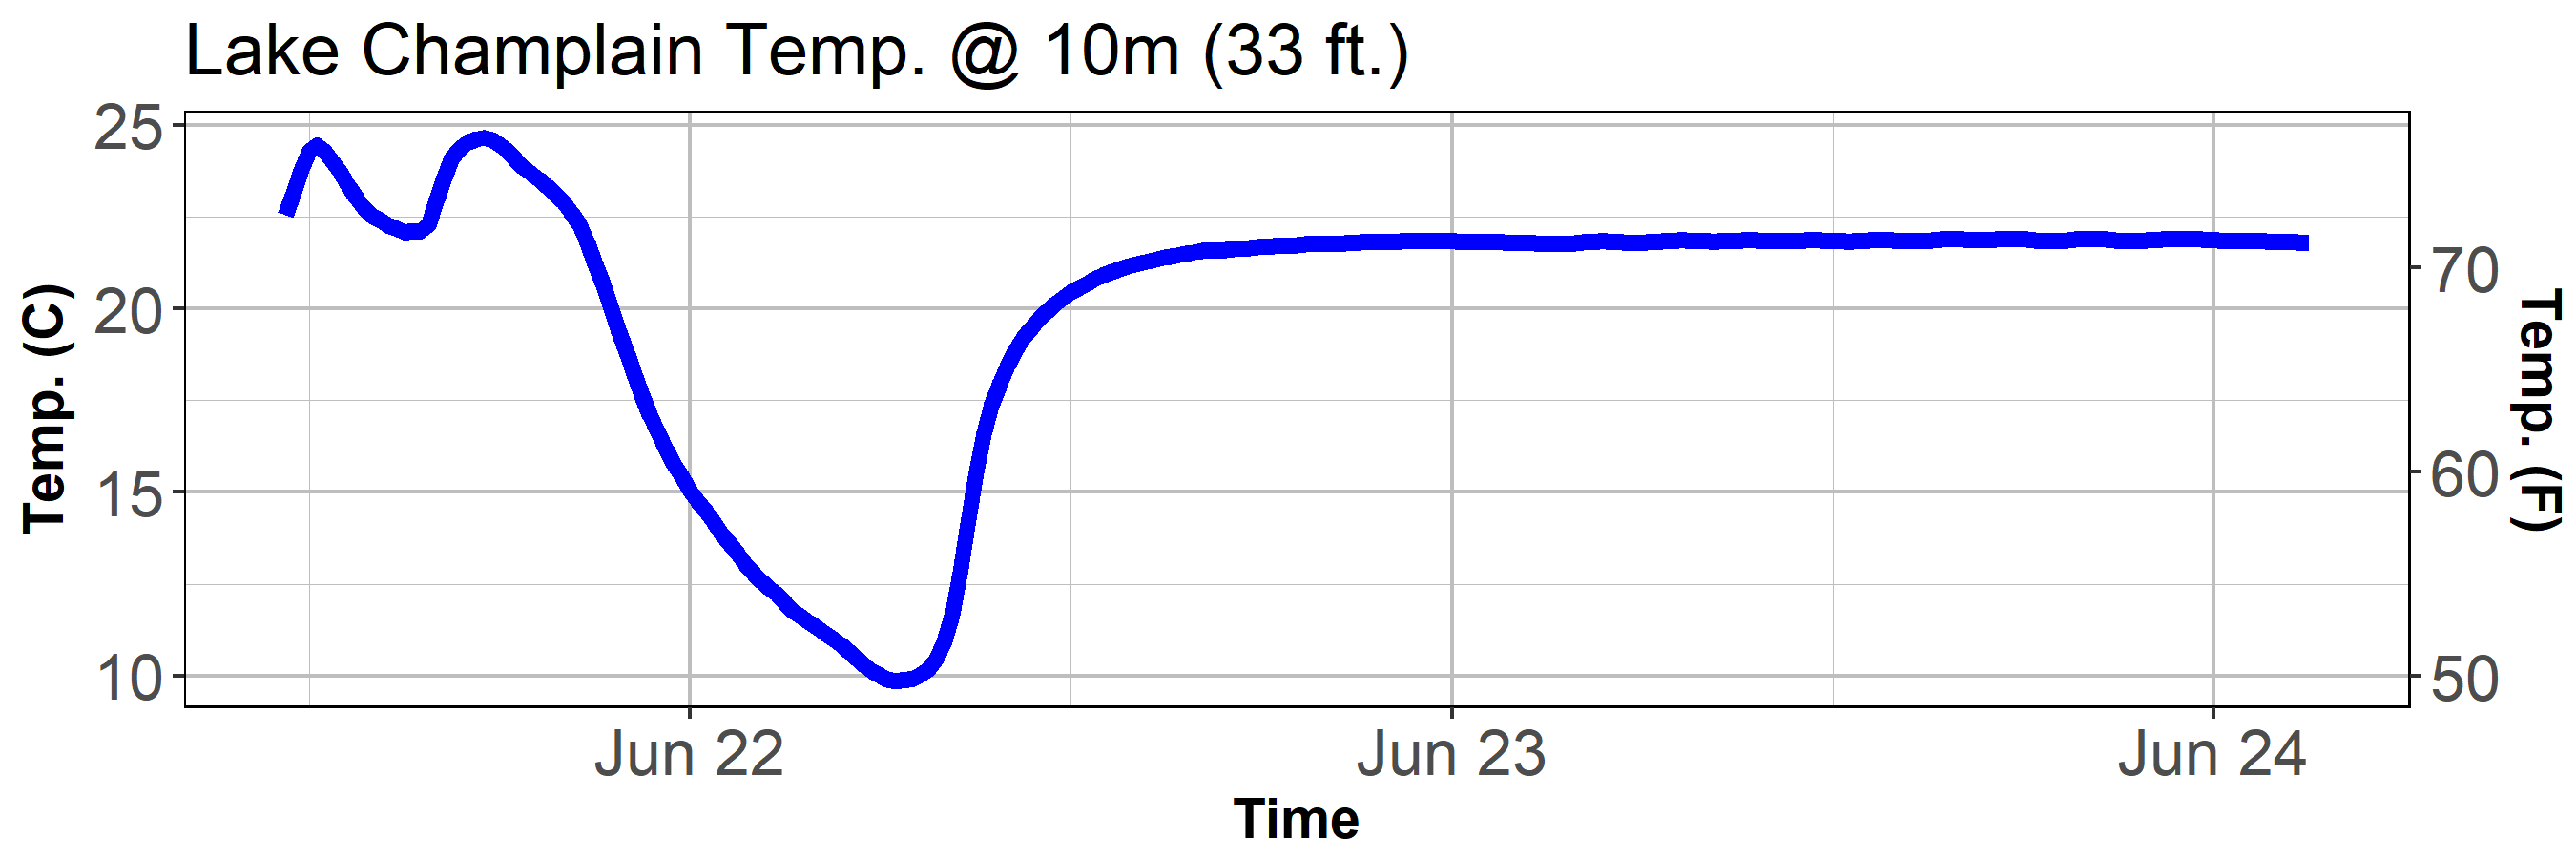 Lake Champlain Temp. @ 10m (33 ft.)
25
20
15
10
Temp. (C)
70
60
50
Temp. (F)
Jun 22
Jun 23
Jun 24
Time